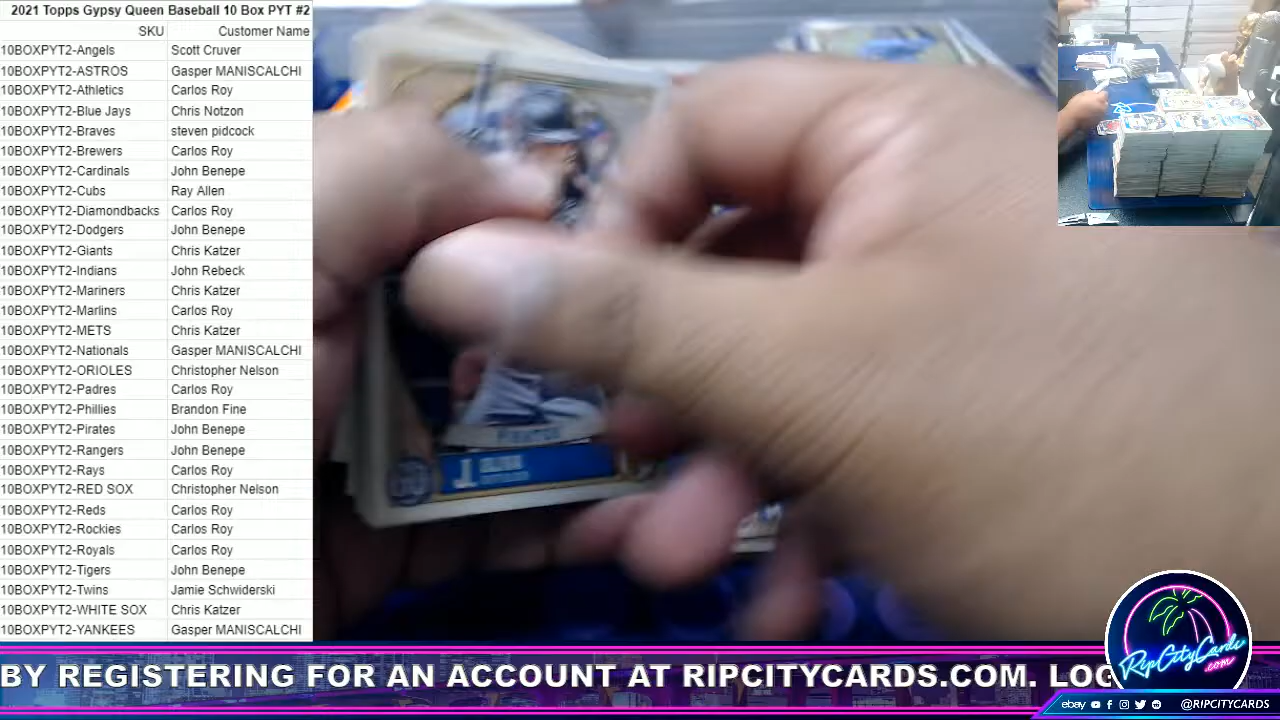 2021 Topps Gypsy Queen Baseball 10 Box PYT #2
SKU Customer Name
10BOXPYT2-Angels Scott Cruver
10BOXPYT2-ASTROS Gasper MANISCALCHI
10BOXPYT2-Athletics Carlos Roy
10BOXPYT2-Blue Jays Chris Notzon
10BOXPYT2-Braves steven pidcock
10BOXPYT2-Brewers Carlos Roy
10BOXPYT2-Cardinals John Benepe
10BOXPYT2-Cubs Ray Allen
10BOXPYT2-Diamondbacks Carlos Roy
10BOXPYT2-Dodgers John Benepe
10BOXPYT2-Giants Chris Katzer
10BOXPYT2-Indians John Rebeck
10BOXPYT2-Mariners Chris Katzer
10BOXPYT2-Marlins Carlos Roy
10BOXPYT2-METS Chris Katzer
10BOXPYT2-Nationals Gasper MANISCALCHI
10BOXPYT2-ORIOLES Christopher Nelson
10BOXPYT2-Padres Carlos Roy
10BOXPYT2-Phillies Brandon Fine
10BOXPYT2-Pirates John Benepe
10BOXPYT2-Rangers John Benepe
10BOXPYT2-Rays Carlos Roy
10BOXPYT2-RED SOX Christopher Nelson
10BOXPYT2-Reds Carlos Roy
10BOXPYT2-Rockies Carlos Roy
10BOXPYT2-Royals Carlos Roy
10BOXPYT2-Tigers John Benepe
10BOXPYT2-Twins Jamie Schwiderski
10BOXPYT2-WHITE SOX Chris Katzer
10BOXPYT2-YANKEES Gasper MANISCALCHI
BY REGISTERING FOR AN ACCOUNT AT RIPCITYCARDS.COM. LOG
RipCityCards
.com
ebay @RIPCITYCARDS